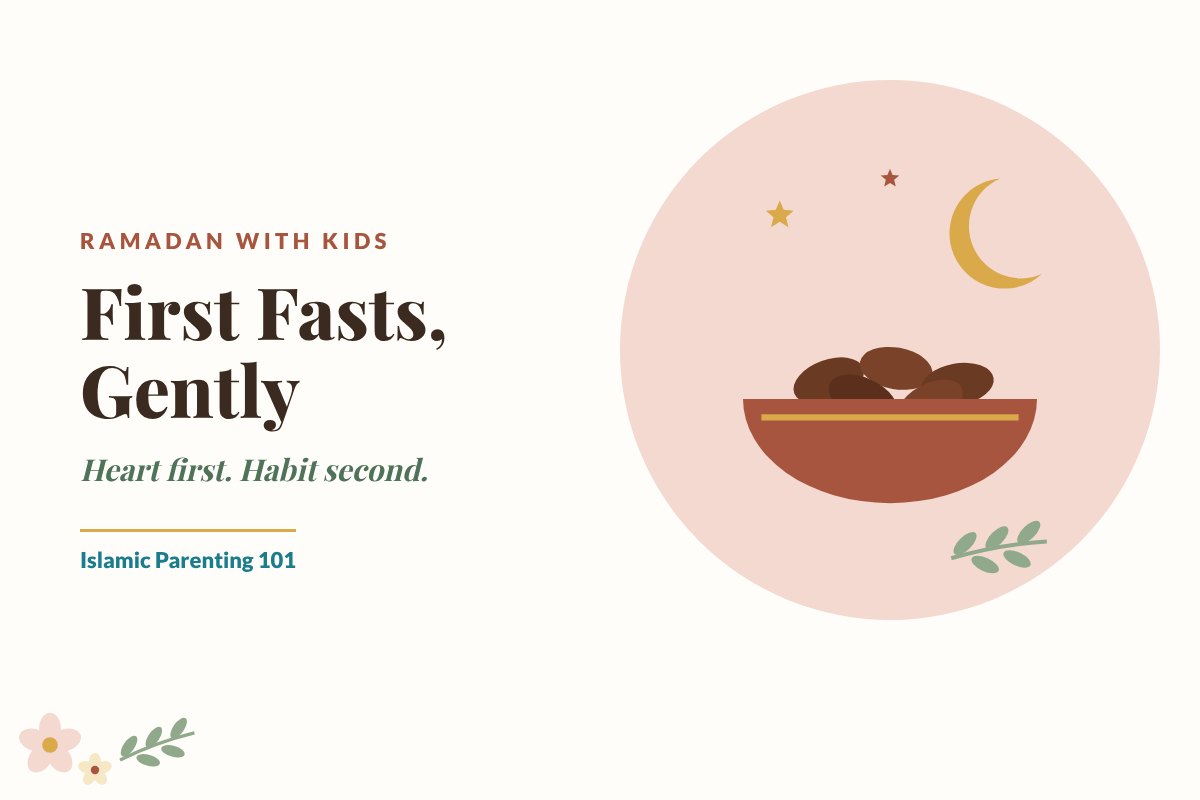 RAMADAN WITH KIDS
First Fasts,
Gently
Heart first. Habit second.
Islamic Parenting 101